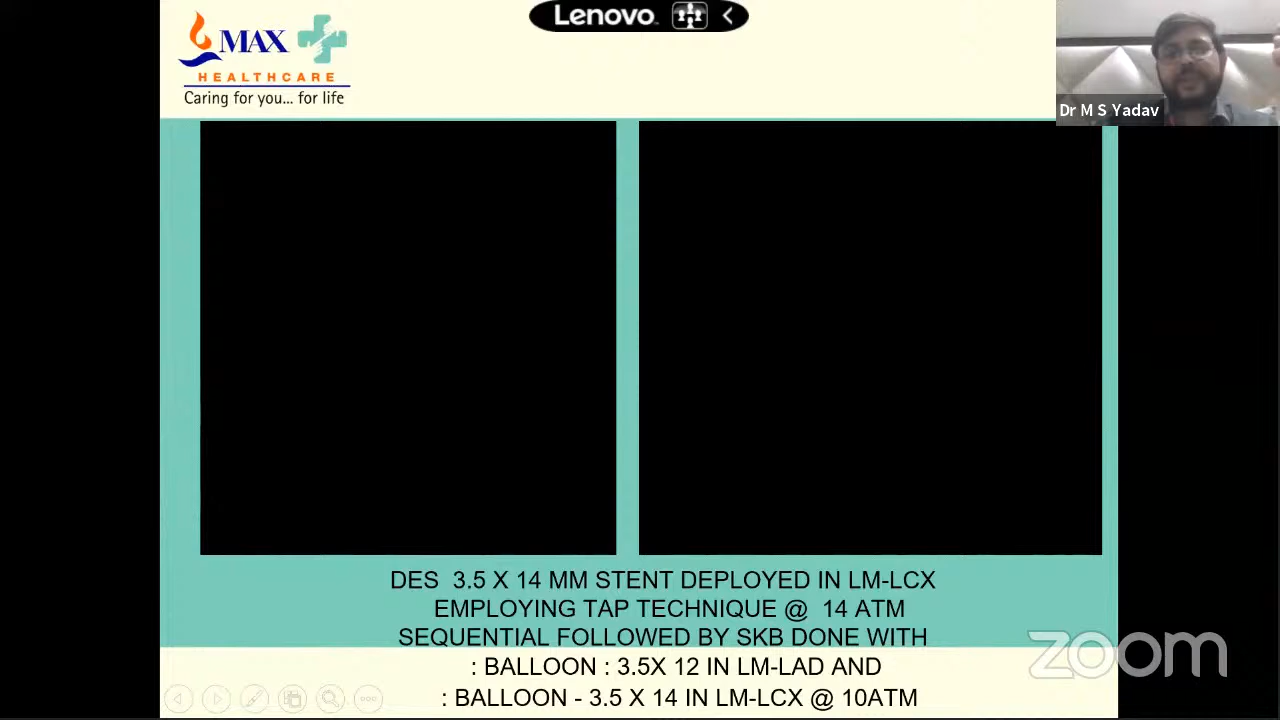 Lenovo
MAX
HEALTHCARE
Caring for you... for life
Dr M S Yadav
DES 3.5 X 14 MM STENT DEPLOYED IN LM-LCX
EMPLOYING TAP TECHNIQUE @ 14 ATM
SEQUENTIAL FOLLOWED BY SKB DONE WITH
: BALLOON : 3.5X 12 IN LM-LAD AND
: BALLOON - 3.5 X 14 IN LM-LCX @ 10ATM
zoom